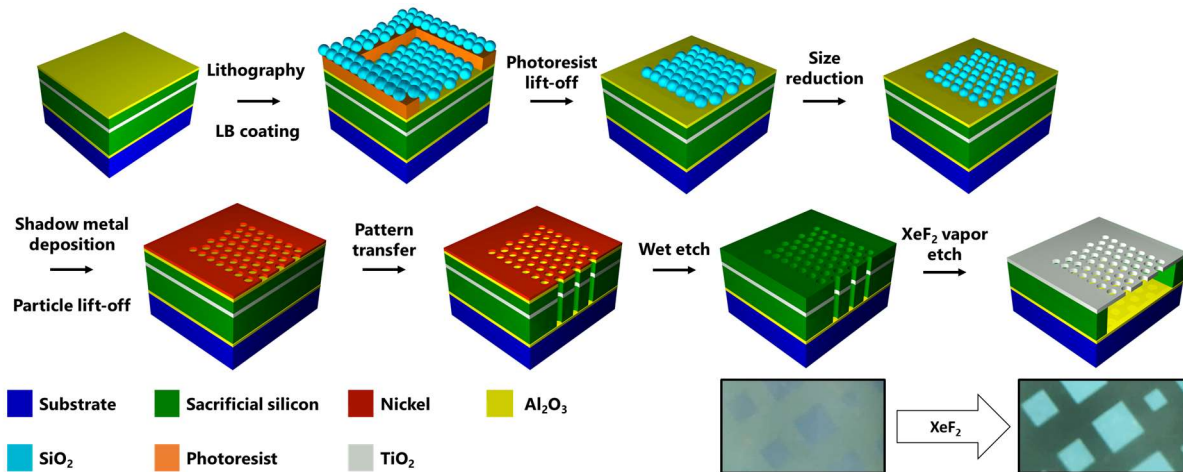 Lithography
LB coating
Photoresist
lift-off
Size
reduction
Shadow metal
deposition
Particle lift-off
Pattern
transfer
Wet etch
XeF₂ vapor
etch
Substrate
Sacrificial silicon
Nickel
Al₂O₃
SiO₂
Photoresist
TiO₂
XeF₂